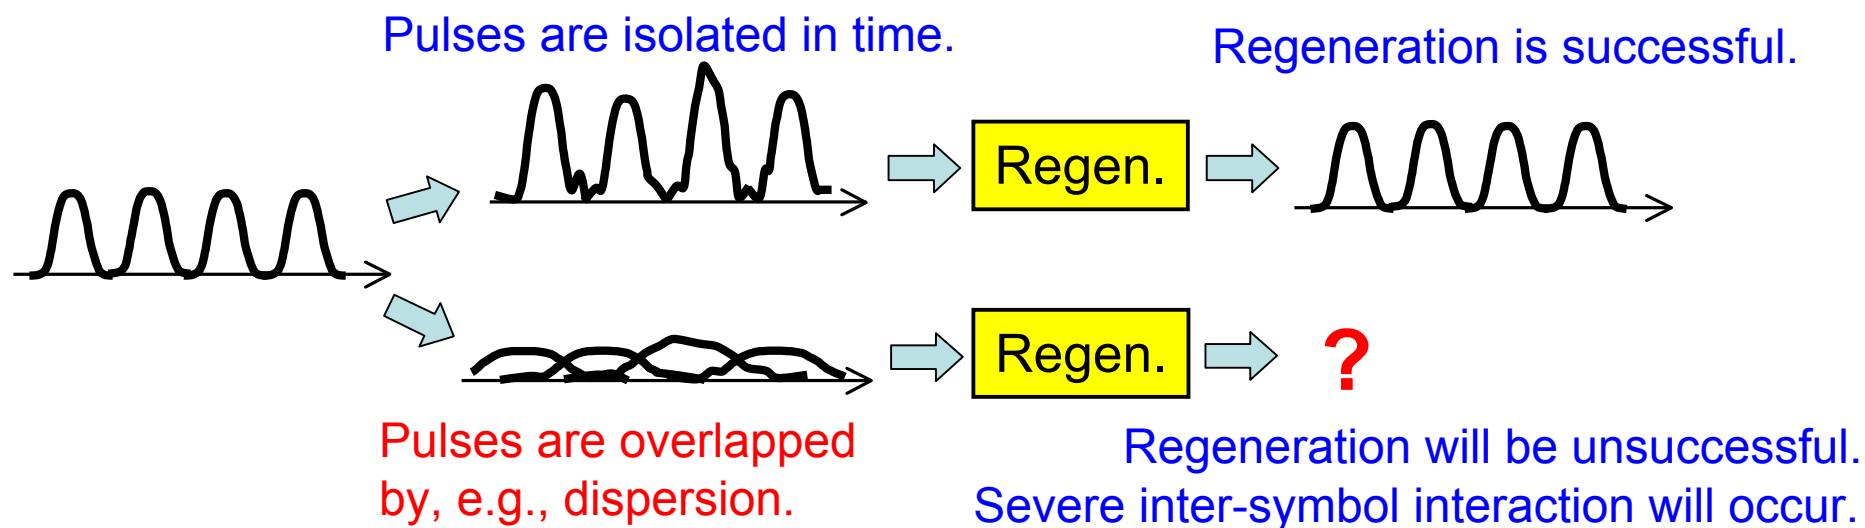 Pulses are isolated in time.
Regeneration is successful.
Regen.
Regen.
?
Pulses are overlapped
by, e.g., dispersion.
Regeneration will be unsuccessful.
Severe inter-symbol interaction will occur.